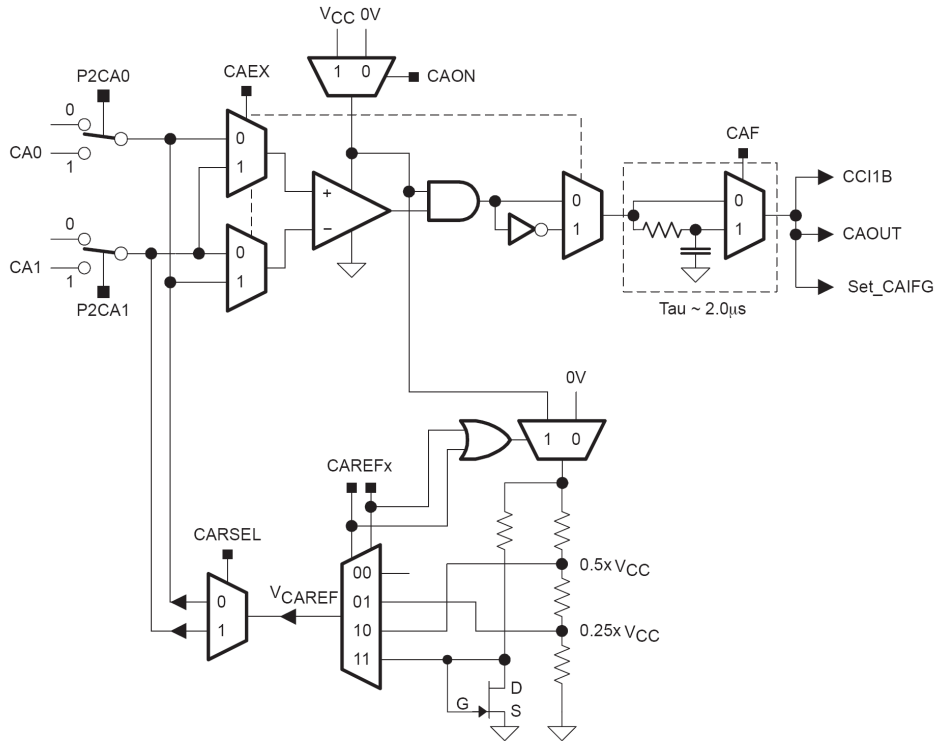 VCC 0V
1 0
CAON
P2CA0
CAEX
0
CA0
1
0
1
+
−
0
1
CAF
0
1
CCI1B
CAOUT
Set_CAIFG
Tau ~ 2.0μs
0
CA1
1
P2CA1
0
1
0V
1 0
CAREFx
CARSEL
0
1
VCAREF
00
01
10
11
0.5x VCC
0.25x VCC
D
G
S